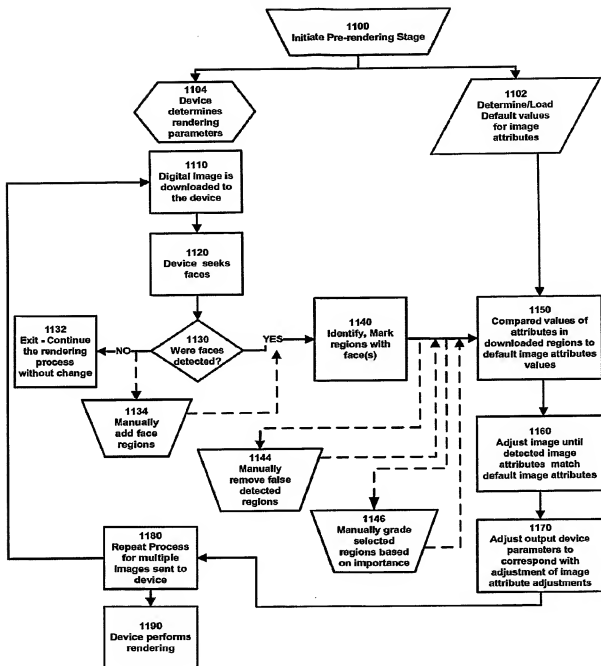 1100
Initiate Pre-rendering Stage
1104
Device
determines
rendering
parameters
1102
Determine/Load
Default values
for image
attributes
1110
Digital Image is
downloaded to
the device
1120
Device seeks
faces
1132
Exit - Continue
the rendering
process
without change
NO
1130
Were faces
detected?
YES
1140
Identify, Mark
regions with
face(s)
1150
Compared values of
attributes in
downloaded regions to
default image attributes
values
1134
Manually
add face
regions
1144
Manually
remove false
detected
regions
1160
Adjust image until
detected image
attributes match
default image attributes
1146
Manually grade
selected
regions based
on importance
1170
Adjust output device
parameters to
correspond with
adjustment of image
attribute adjustments
1180
Repeat Process
for multiple
Images sent to
device
1190
Device performs
rendering